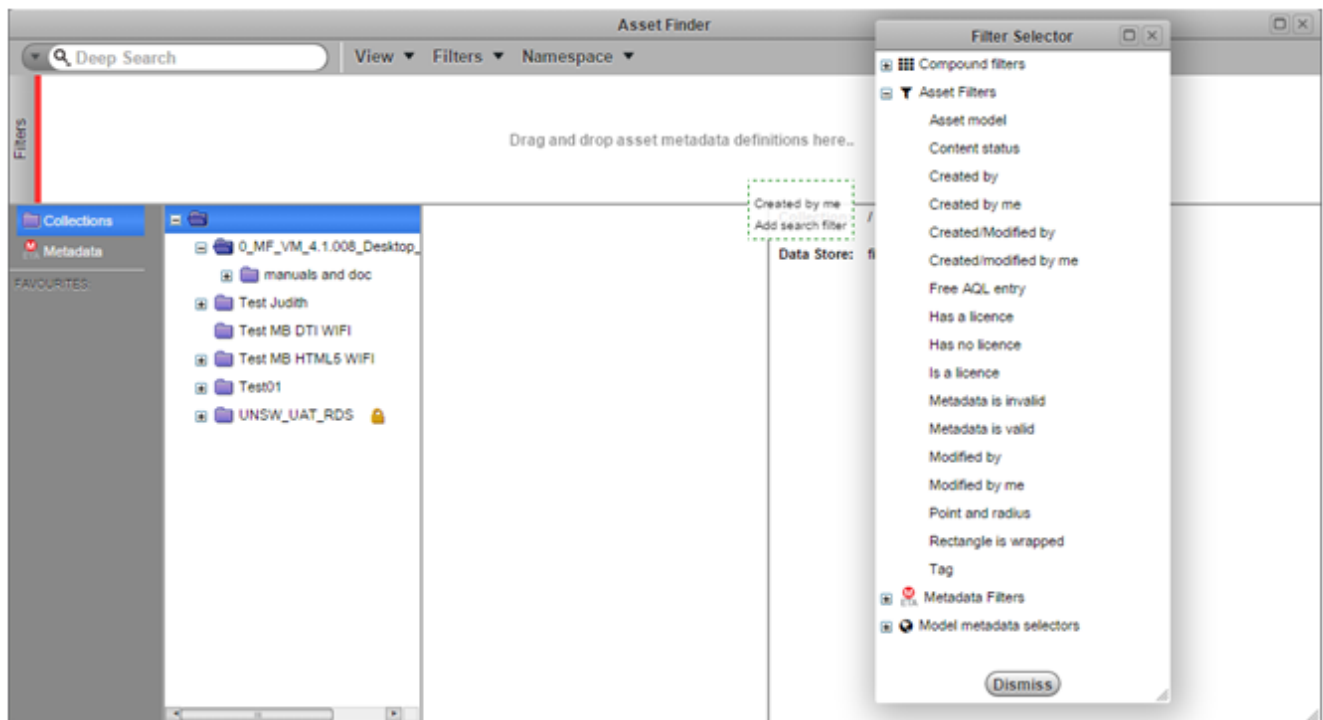 Asset Finder
Deep Search
View
Filters
Namespace
Filters
Drag and drop asset metadata definitions here..
Collections
Metadata
FAVOURITES:
0_MF_VM_4.1.008_Desktop_
manuals and doc
Test Judith
Test MB DTI WIFI
Test MB HTML5 WIFI
Test01
UNSW_UAT_RDS
Created by me
Add search filter
/
Data Store: fi
Filter Selector
Compound filters
Asset Filters
Asset model
Content status
Created by
Created by me
Created/Modified by
Created/modified by me
Free AQL entry
Has a licence
Has no licence
Is a licence
Metadata is invalid
Metadata is valid
Modified by
Modified by me
Point and radius
Rectangle is wrapped
Tag
META
Metadata Filters
Model metadata selectors
Dismiss